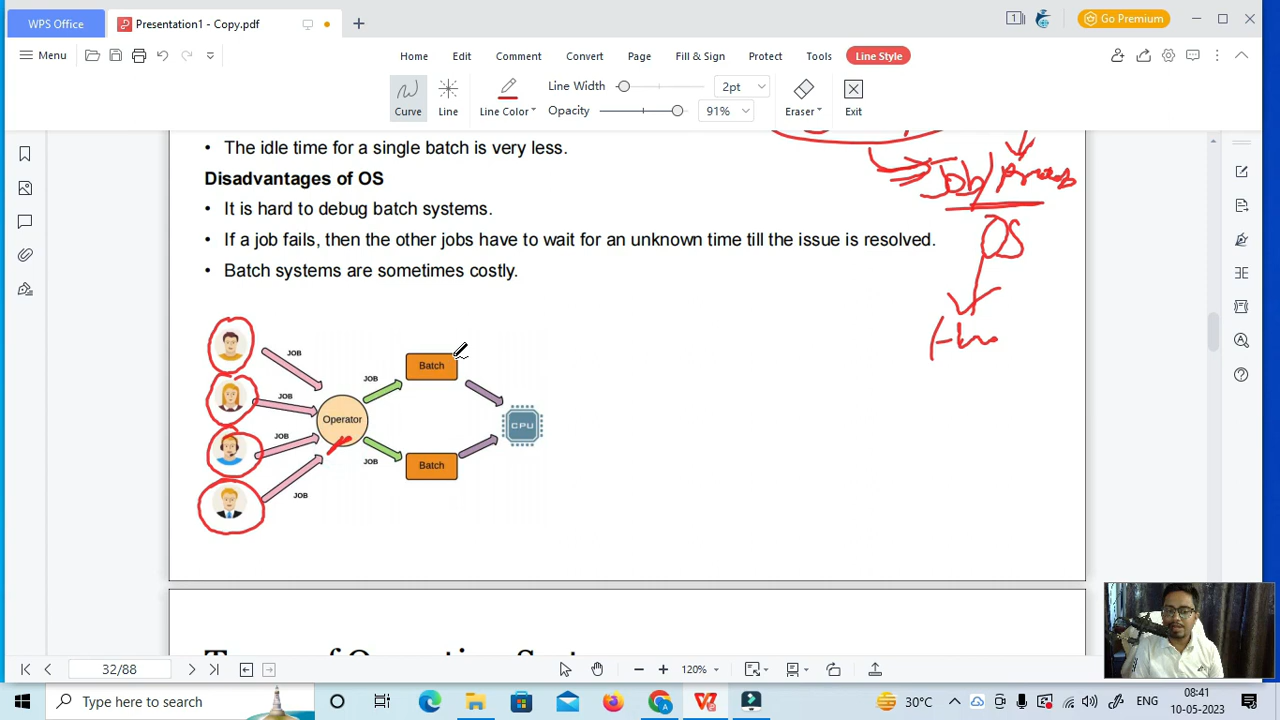 WPS Office
Presentation1 - Copy.pdf
1
Go Premium
Menu
Home Edit Comment Convert Page Fill & Sign Protect Tools Line Style
Curve Line Line Color Line Width 2pt Opacity 91% Eraser Exit
• The idle time for a single batch is very less.
Disadvantages of OS
• It is hard to debug batch systems.
• If a job fails, then the other jobs have to wait for an unknown time till the issue is resolved.
• Batch systems are sometimes costly.
Job/
OS
JOB
JOB
JOB
JOB
Operator
JOB
JOB
Batch
Batch
CPU
32/88
120%
Type here to search
30°C
ENG
08:41
10-05-2023